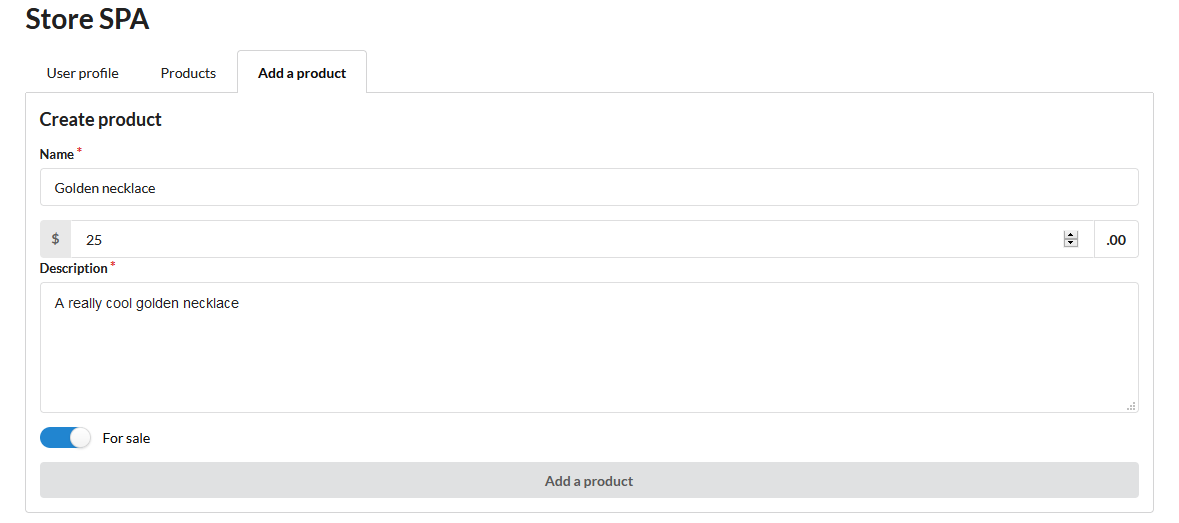 Store SPA
User profile Products Add a product
Create product
Name *
Golden necklace
$ 25 .00
Description *
A really cool golden necklace
For sale
Add a product